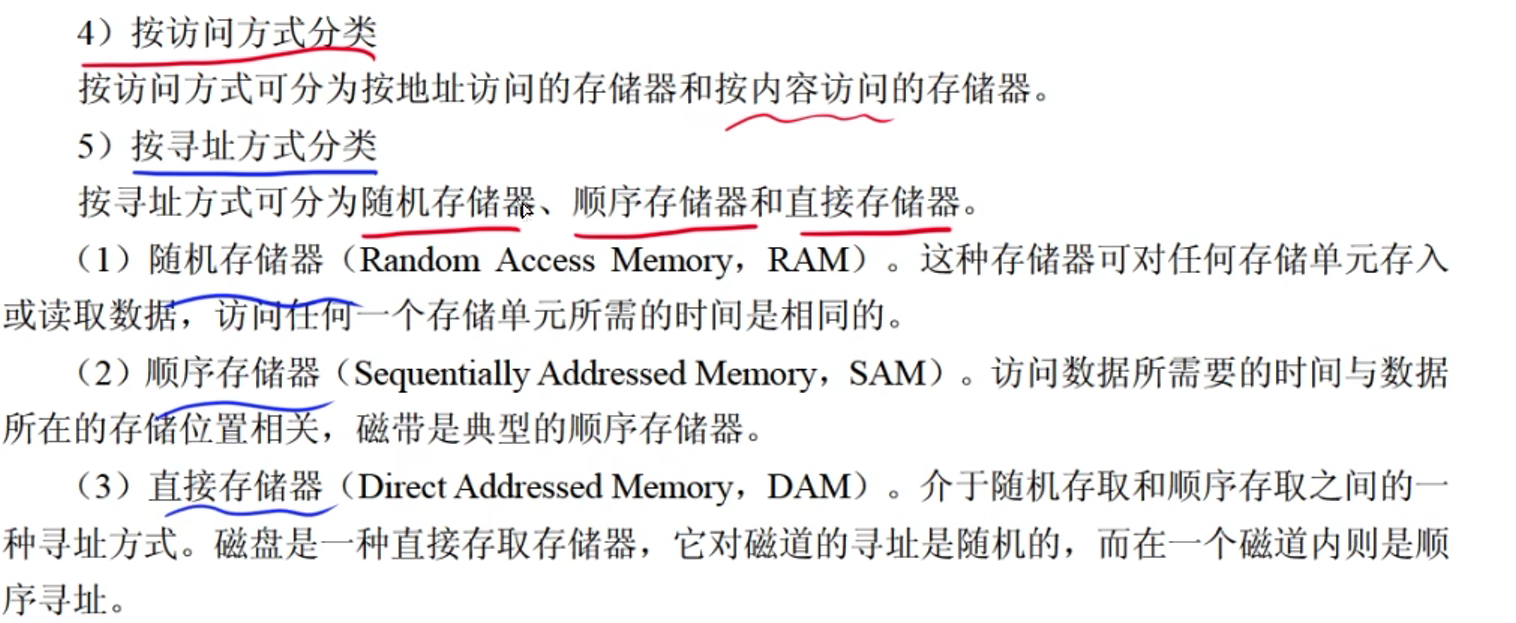 4）按访问方式分类
按访问方式可分为按地址访问的存储器和按内容访问的存储器。
5）按寻址方式分类
按寻址方式可分为随机存储器、顺序存储器和直接存储器。
（1）随机存储器（Random Access Memory，RAM）。这种存储器可对任何存储单元存入
或读取数据，访问任何一个存储单元所需的时间是相同的。
（2）顺序存储器（Sequentially Addressed Memory，SAM）。访问数据所需要的时间与数据
所在的存储位置相关，磁带是典型的顺序存储器。
（3）直接存储器（Direct Addressed Memory，DAM）。介于随机存取和顺序存取之间的一
种寻址方式。磁盘是一种直接存取存储器，它对磁道的寻址是随机的，而在一个磁道内则是顺
序寻址。